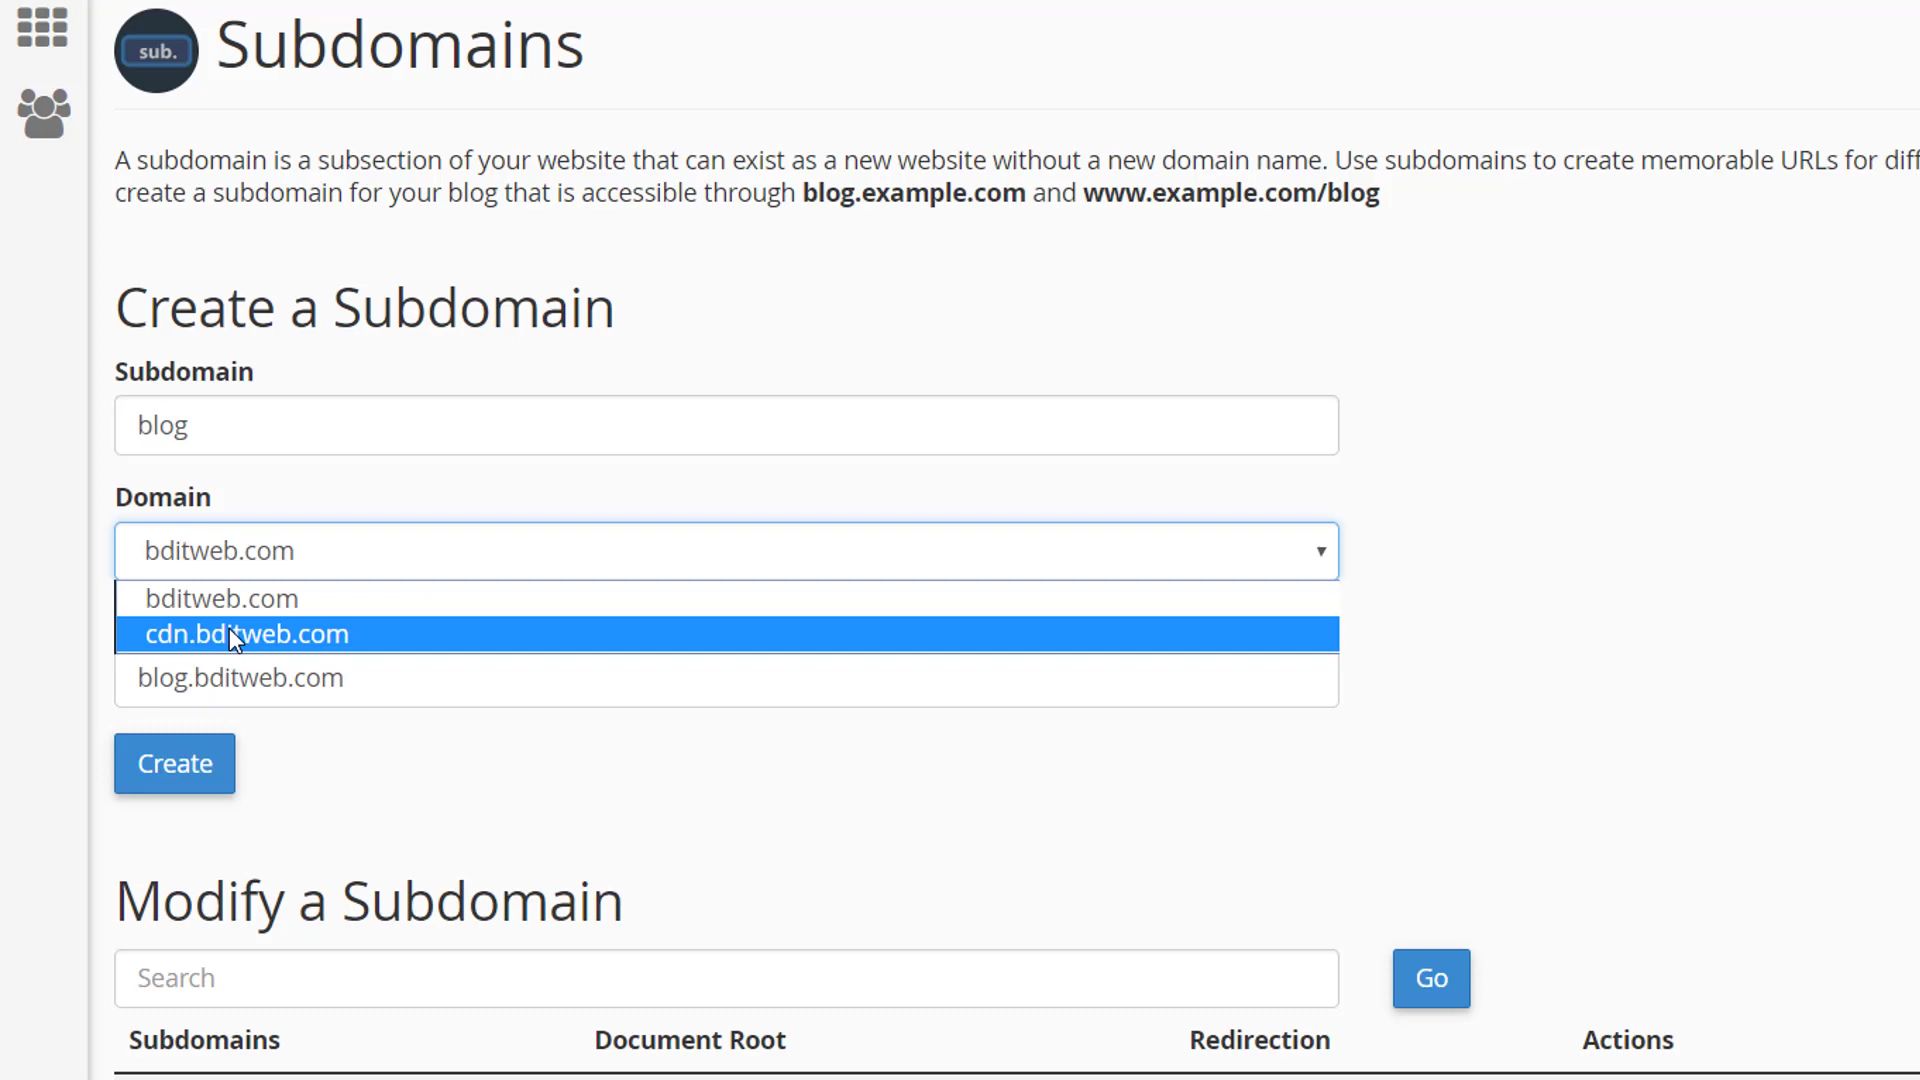 sub.
Subdomains
A subdomain is a subsection of your website that can exist as a new website without a new domain name. Use subdomains to create memorable URLs for diff
create a subdomain for your blog that is accessible through blog.example.com and www.example.com/blog
Create a Subdomain
Subdomain
blog
Domain
bditweb.com
bditweb.com
cdn.bditweb.com
blog.bditweb.com
Create
Modify a Subdomain
Search
Go
Subdomains Document Root Redirection Actions